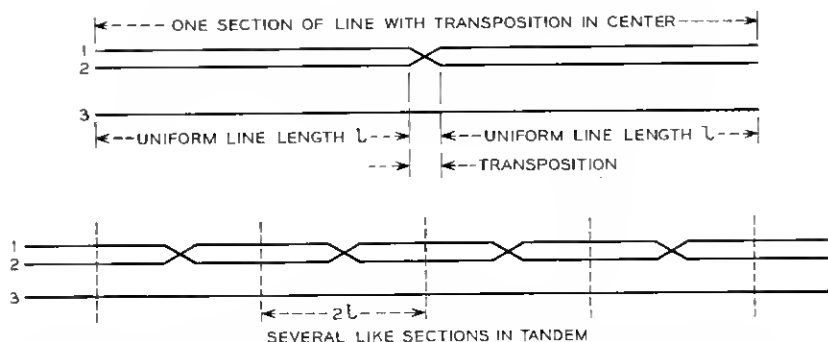 ONE SECTION OF LINE WITH TRANSPOSITION IN CENTER
1
2
3
UNIFORM LINE LENGTH l UNIFORM LINE LENGTH l
TRANSPOSITION
1
2
3
2l
SEVERAL LIKE SECTIONS IN TANDEM